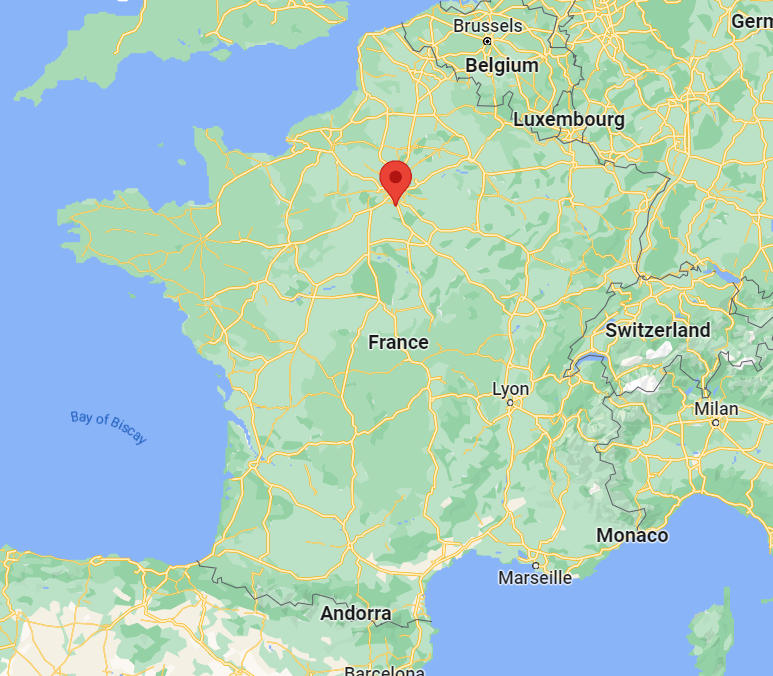 Brussels
Germ
Belgium
Luxembourg
France
Switzerland
Lyon
Milan
Bay of Biscay
Monaco
Marseille
Andorra
Barcelona